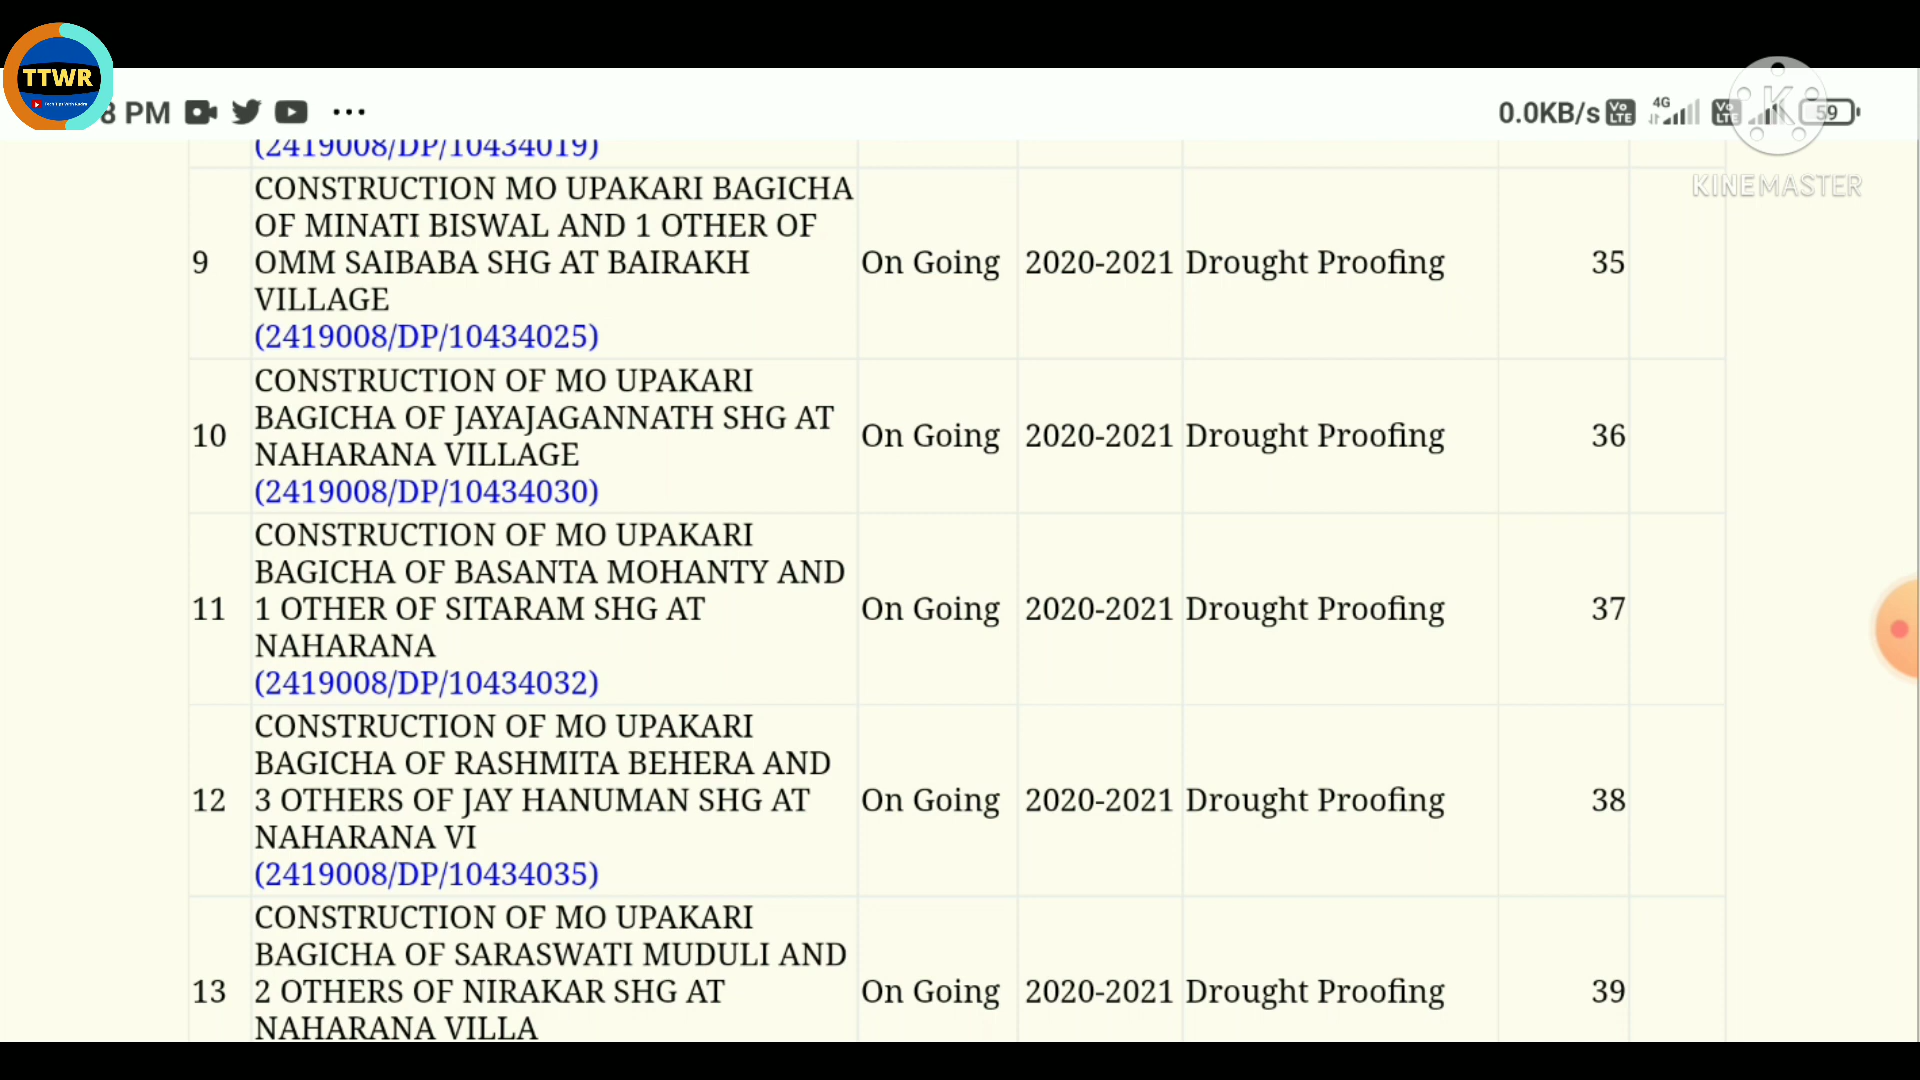 TTWR
8 PM
...
0.0KB/s
Vo
LTE
4G
Vo
LTE
59
KINEMASTER
(2419008/DP/10434019)
9
CONSTRUCTION MO UPAKARI BAGICHA
OF MINATI BISWAL AND 1 OTHER OF
OMM SAIBABA SHG AT BAIRAKH
VILLAGE
(2419008/DP/10434025)
On Going
2020-2021
Drought Proofing
35
10
CONSTRUCTION OF MO UPAKARI
BAGICHA OF JAYAJAGANNATH SHG AT
NAHARANA VILLAGE
(2419008/DP/10434030)
On Going
2020-2021
Drought Proofing
36
11
CONSTRUCTION OF MO UPAKARI
BAGICHA OF BASANTA MOHANTY AND
1 OTHER OF SITARAM SHG AT
NAHARANA
(2419008/DP/10434032)
On Going
2020-2021
Drought Proofing
37
12
CONSTRUCTION OF MO UPAKARI
BAGICHA OF RASHMITA BEHERA AND
3 OTHERS OF JAY HANUMAN SHG AT
NAHARANA VI
(2419008/DP/10434035)
On Going
2020-2021
Drought Proofing
38
13
CONSTRUCTION OF MO UPAKARI
BAGICHA OF SARASWATI MUDULI AND
2 OTHERS OF NIRAKAR SHG AT
NAHARANA VILLA
On Going
2020-2021
Drought Proofing
39